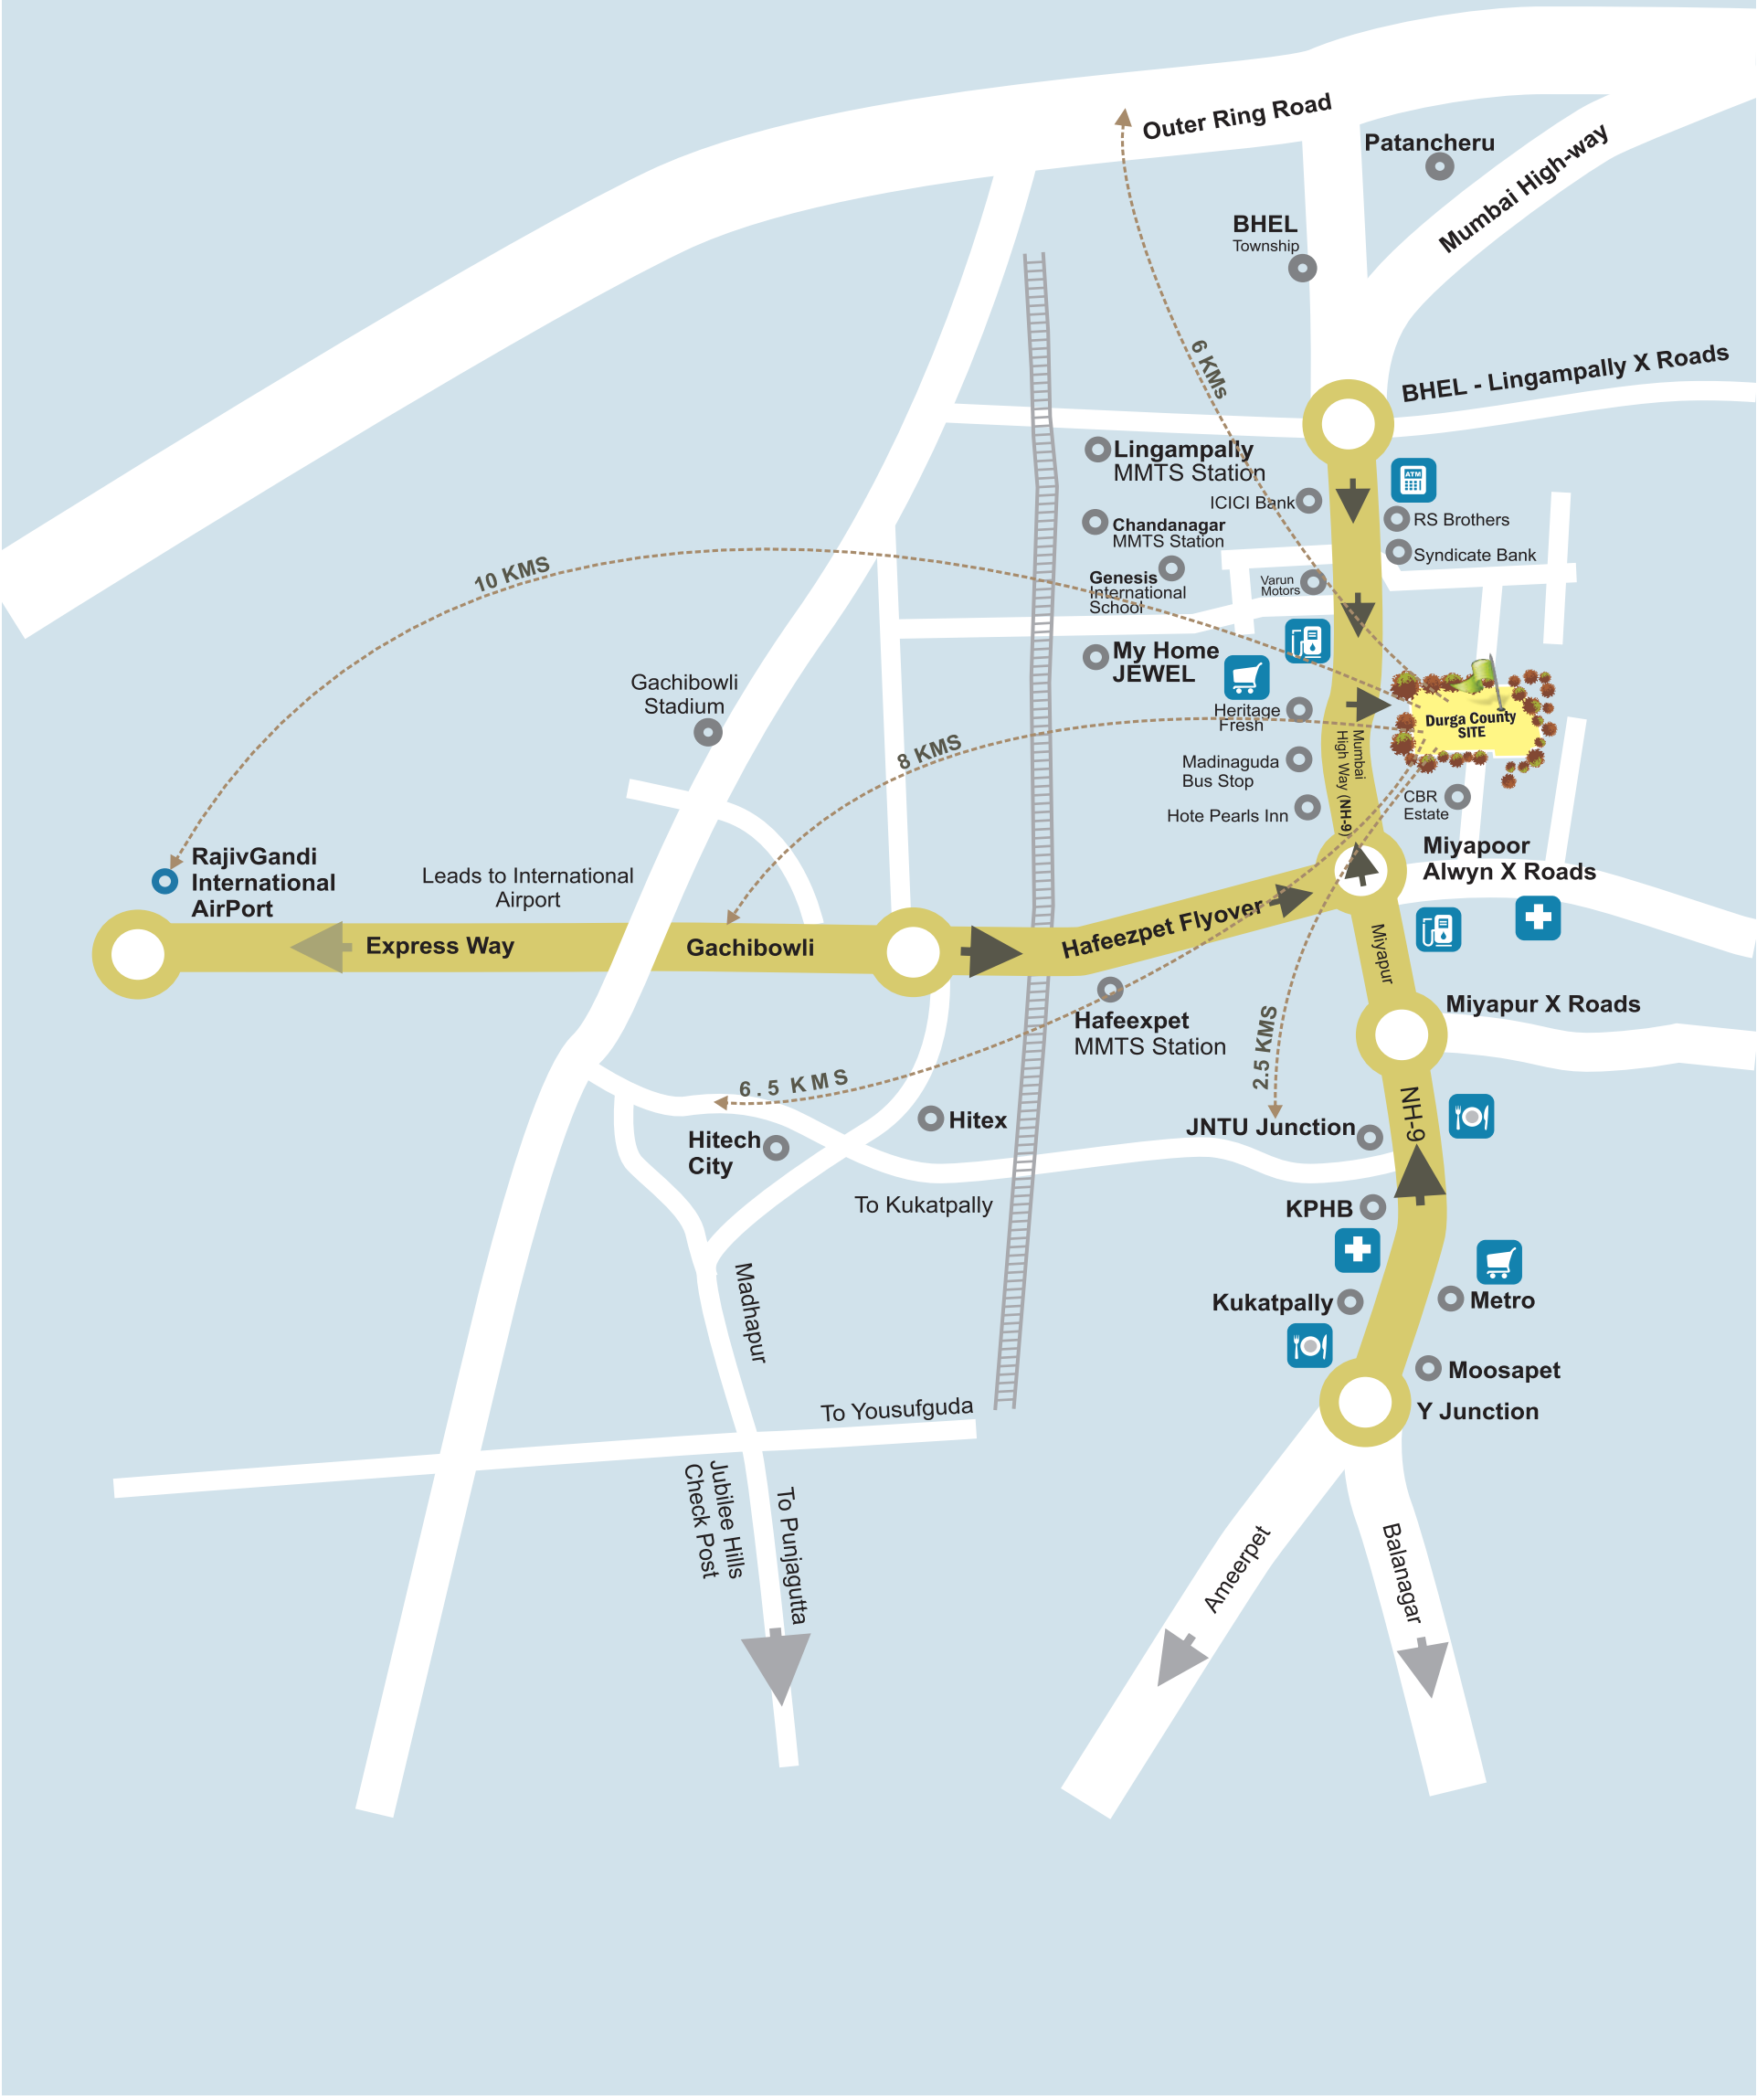 Outer Ring Road
Patancheru
Mumbai High-way
BHEL
Township
6 KMs
BHEL - Lingampally X Roads
Lingampally
MMTS Station
ATM
ICICI Bank
RS Brothers
Chandanagar
MMTS Station
Syndicate Bank
10 KMS
Genesis
International
School
Varun
Motors
My Home
JEWEL
Gachibowli
Stadium
Heritage
Fresh
Durga County
SITE
8 KMS
Mumbai
High Way (NH-9)
Madinaguda
Bus Stop
CBR
Estate
Hote Pearls Inn
RajivGandi
International
AirPort
Leads to International
Airport
Miyapoor
Alwyn X Roads
Express Way
Gachibowli
Hafeezpet Flyover
Miyapur
Hafeexpet
MMTS Station
Miyapur X Roads
2.5 KMS
6.5 KMS
NH-9
Hitech
City
Hitex
JNTU Junction
To Kukatpally
KPHB
Madhapur
Kukatpally
Metro
Moosapet
To Yousufguda
Y Junction
Jubilee Hills
Check Post
To Punjagutta
Ameerpet
Balanagar